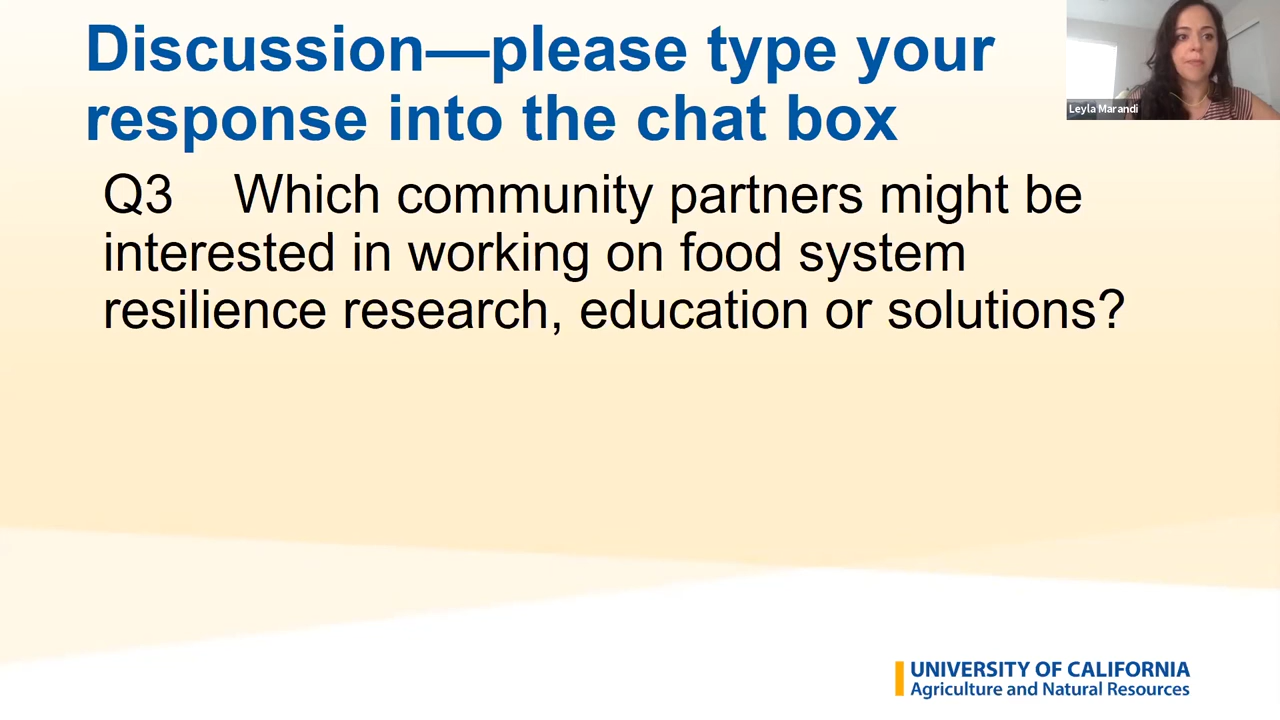 Discussion—please type your
response into the chat box
Leyla Marandi
Q3 Which community partners might be
interested in working on food system
resilience research, education or solutions?
UNIVERSITY OF CALIFORNIA
Agriculture and Natural Resources